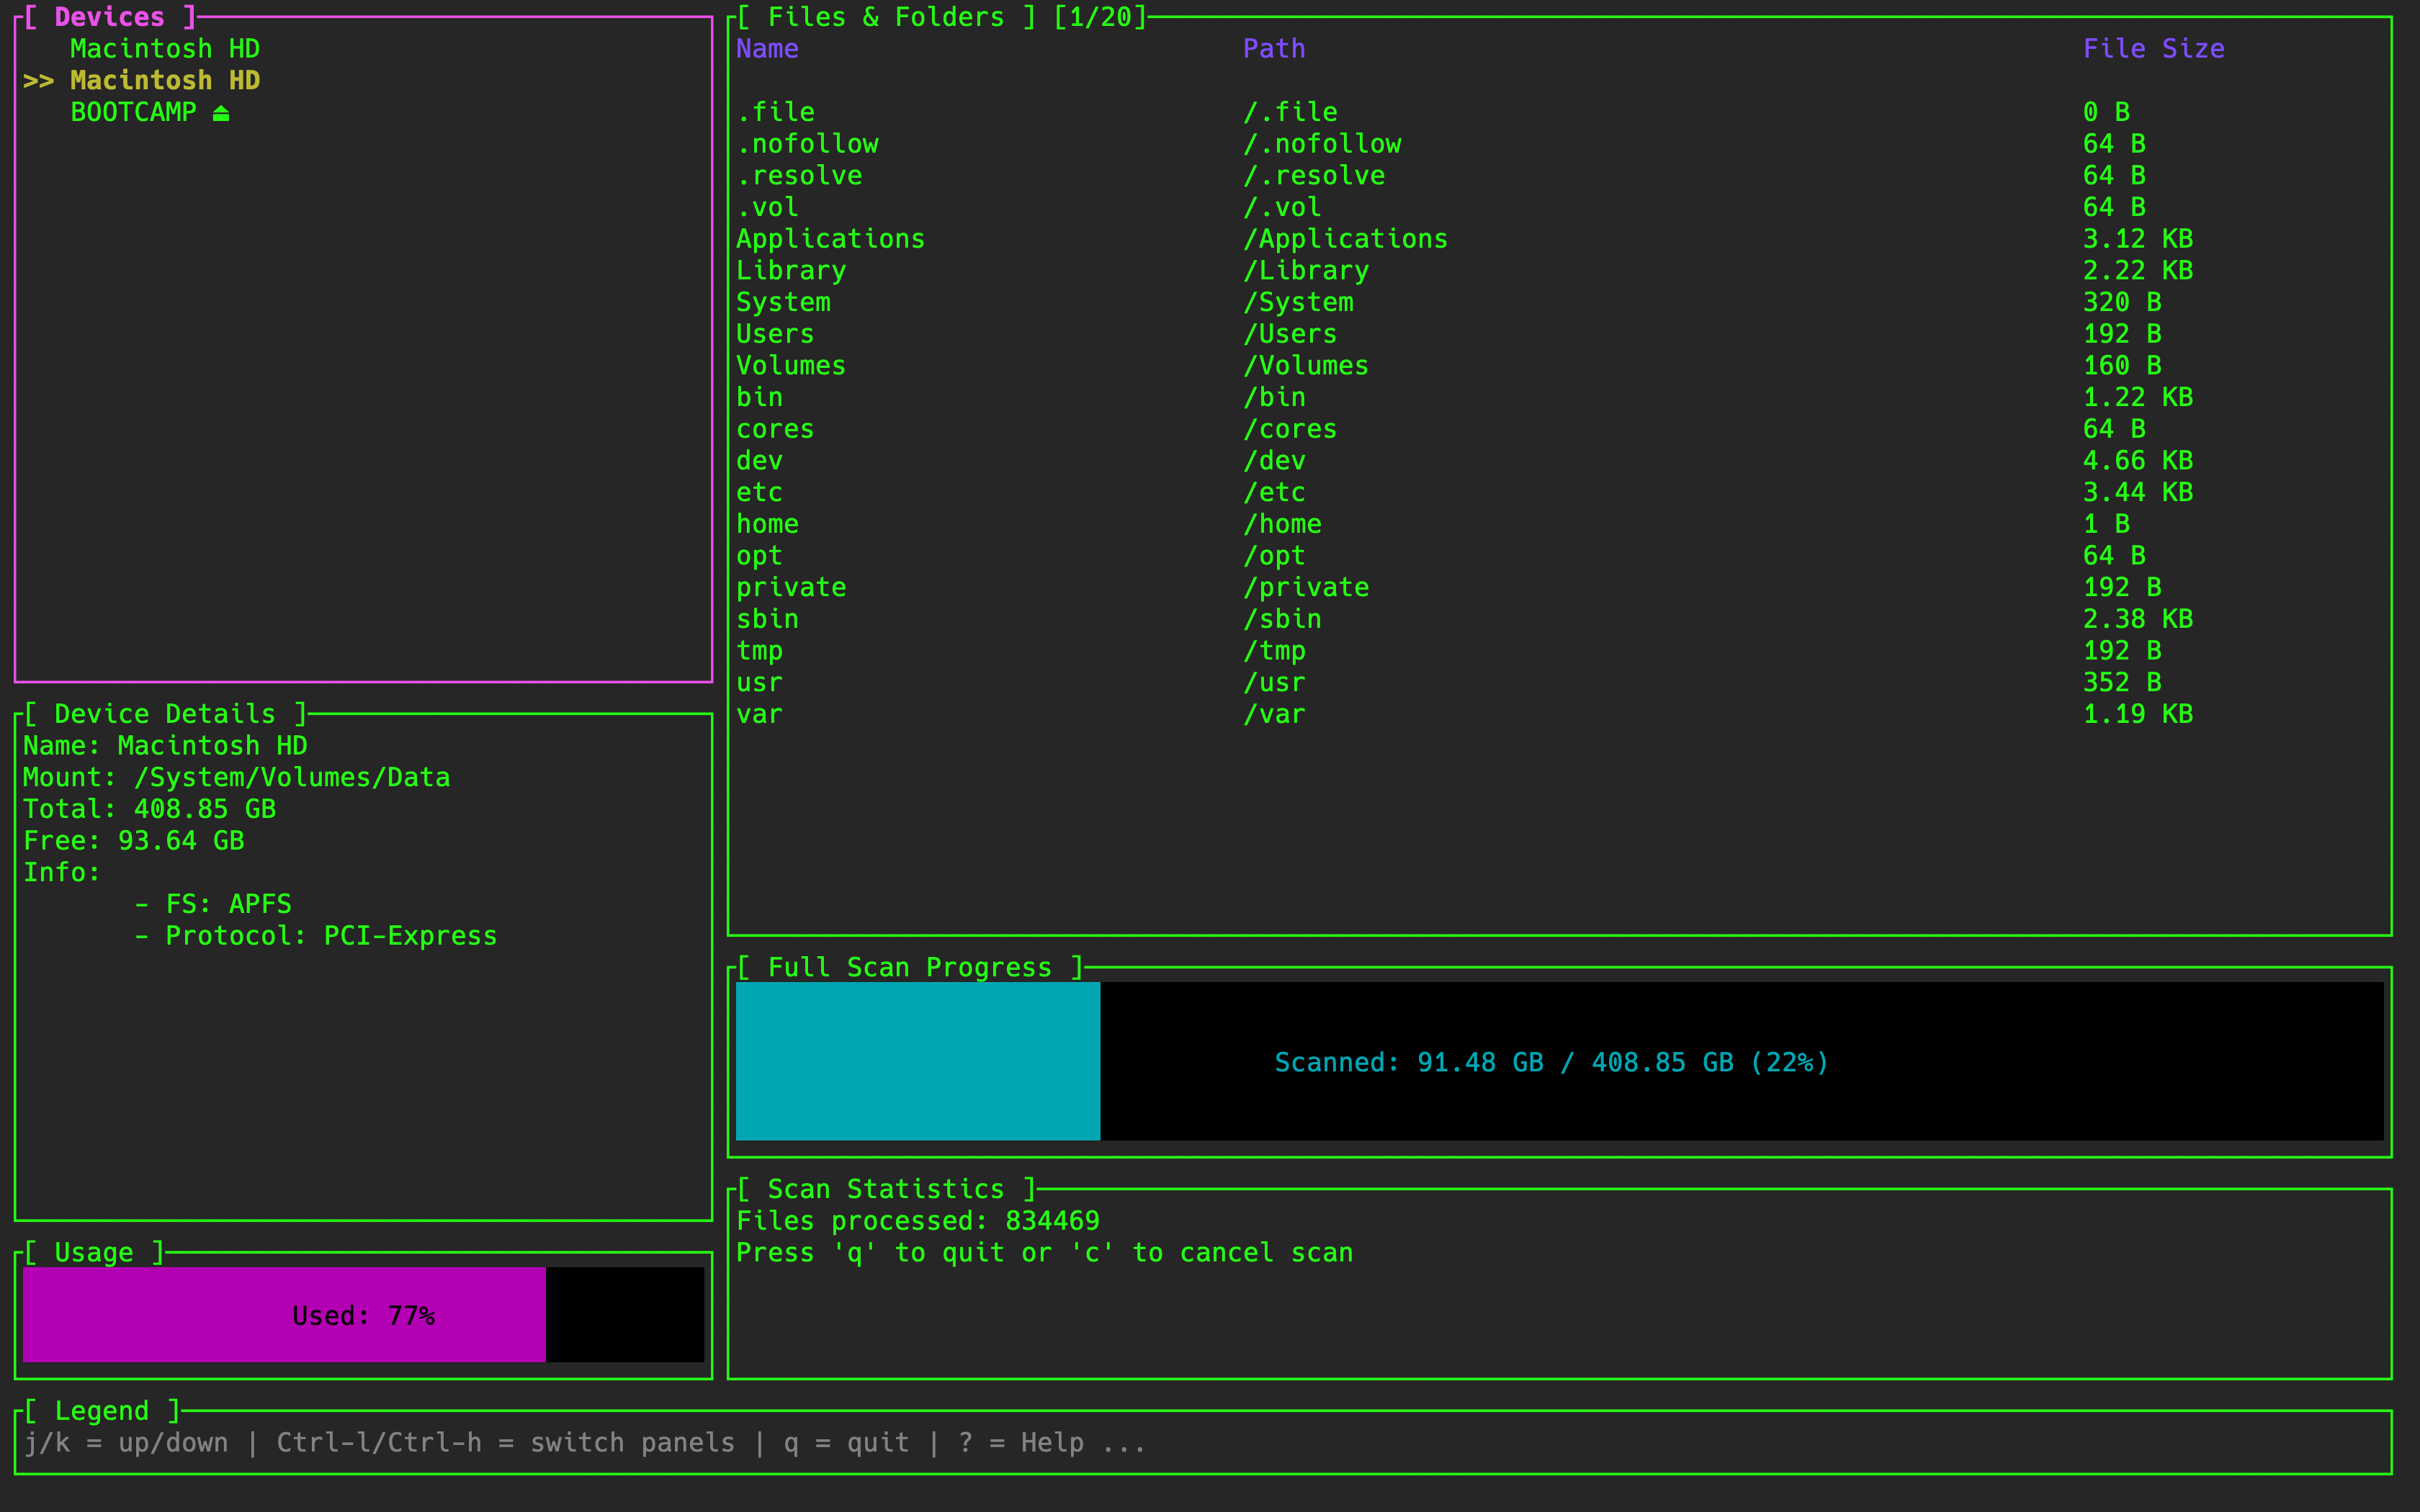 [ Devices ]
Macintosh HD
>> Macintosh HD
BOOTCAMP ⏏
[ Device Details ]
Name: Macintosh HD
Mount: /System/Volumes/Data
Total: 408.85 GB
Free: 93.64 GB
Info:
- FS: APFS
- Protocol: PCI-Express
[ Usage ]
Used: 77%
[ Files & Folders ] [1/20]
Name Path File Size
.file /.file 0 B
.nofollow /.nofollow 64 B
.resolve /.resolve 64 B
.vol /.vol 64 B
Applications /Applications 3.12 KB
Library /Library 2.22 KB
System /System 320 B
Users /Users 192 B
Volumes /Volumes 160 B
bin /bin 1.22 KB
cores /cores 64 B
dev /dev 4.66 KB
etc /etc 3.44 KB
home /home 1 B
opt /opt 64 B
private /private 192 B
sbin /sbin 2.38 KB
tmp /tmp 192 B
usr /usr 352 B
var /var 1.19 KB
[ Full Scan Progress ]
Scanned: 91.48 GB / 408.85 GB (22%)
[ Scan Statistics ]
Files processed: 834469
Press 'q' to quit or 'c' to cancel scan
[ Legend ]
j/k = up/down | Ctrl-l/Ctrl-h = switch panels | q = quit | ? = Help ...